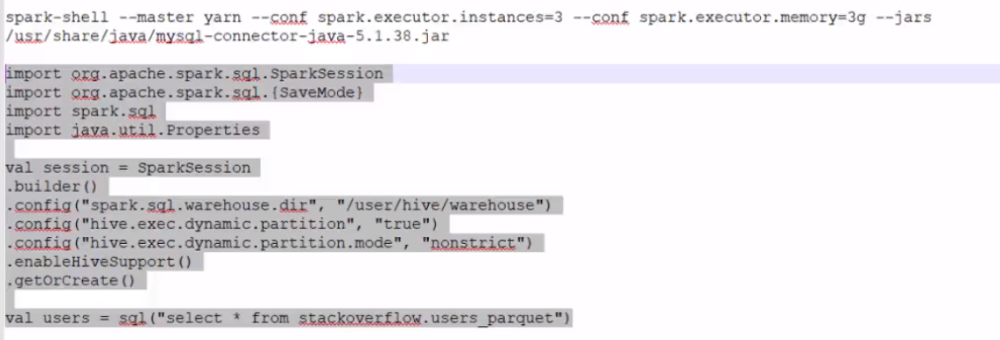 spark-shell --master yarn --conf spark.executor.instances=3 --conf spark.executor.memory=3g --jars
/usr/share/java/mysql-connector-java-5.1.38.jar
import org.apache.spark.sql.SparkSession
import org.apache.spark.sql.{SaveMode}
import spark.sql
import java.util.Properties
val session = SparkSession
.builder()
.config("spark.sql.warehouse.dir", "/user/hive/warehouse")
.config("hive.exec.dynamic.partition", "true")
.config("hive.exec.dynamic.partition.mode", "nonstrict")
.enableHiveSupport()
.getOrCreate()
val users = sql("select * from stackoverflow.users_parquet")